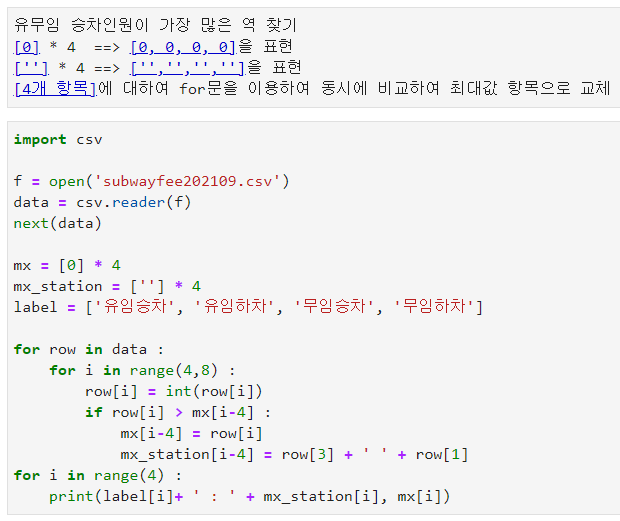 유무임 승차인원이 가장 많은 역 찾기
[0] * 4  ==> [0, 0, 0, 0]을 표현
[''] * 4 ==> ['','','','']을 표현
[4개 항목]에 대하여 for문을 이용하여 동시에 비교하여 최대값 항목으로 교체
import csv
f = open('subwayfee202109.csv')
data = csv.reader(f)
next(data)
mx = [0] * 4
mx_station = [''] * 4
label = ['유임승차', '유임하차', '무임승차', '무임하차']
for row in data :
    for i in range(4,8) :
        row[i] = int(row[i])
        if row[i] > mx[i-4] :
            mx[i-4] = row[i]
            mx_station[i-4] = row[3] + ' ' + row[1]
for i in range(4) :
    print(label[i]+ ' : ' + mx_station[i], mx[i])